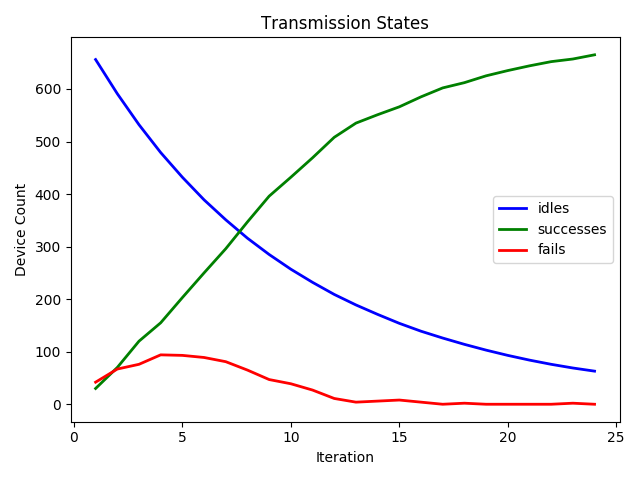 Transmission States
Device Count
600
500
400
300
200
100
0
idles
successes
fails
0 5 10 15 20 25
Iteration